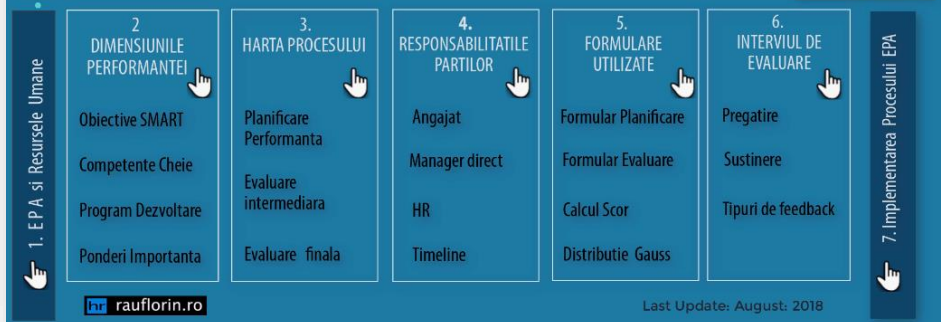 1. E P A si Resursele Umane
2
DIMENSIUNILE
PERFORMANTEI
Obiective SMART
Competente Cheie
Program Dezvoltare
Ponderi Importanta
3.
HARTA PROCESULUI
Planificare
Performanta
Evaluare
intermediara
Evaluare finala
4.
RESPONSABILITATILE
PARTILOR
Angajat
Manager direct
HR
Timeline
5.
FORMULARE
UTILIZATE
Formular Planificare
Formular Evaluare
Calcul Scor
Distributie Gauss
6.
INTERVIUL DE
EVALUARE
Pregatire
Sustinere
Tipuri de feedback
7. Implementarea Procesului EPA
hr rauflorin.ro
Last Update: August: 2018